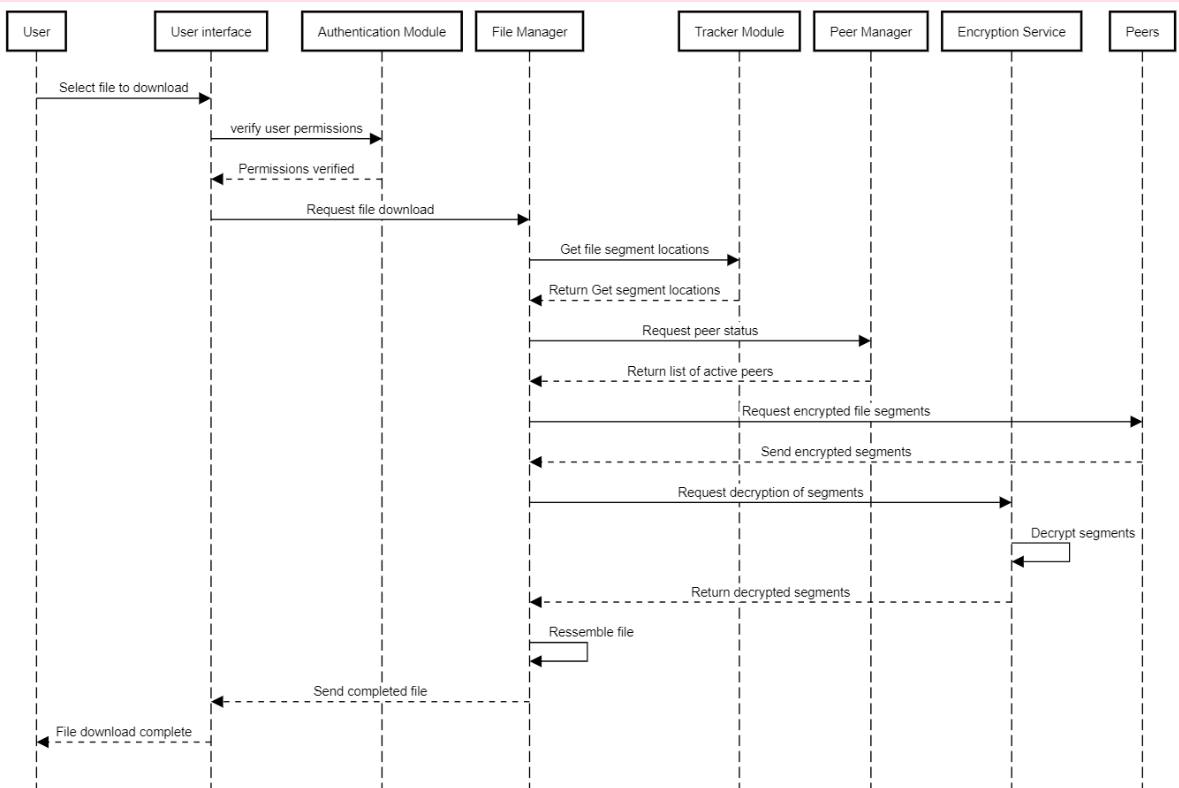 User
User interface
Authentication Module
File Manager
Tracker Module
Peer Manager
Encryption Service
Peers
Select file to download
verify user permissions
Permissions verified
Request file download
Get file segment locations
Return Get segment locations
Request peer status
Return list of active peers
Request encrypted file segments
Send encrypted segments
Request decryption of segments
Decrypt segments
Return decrypted segments
Ressemble file
Send completed file
File download complete